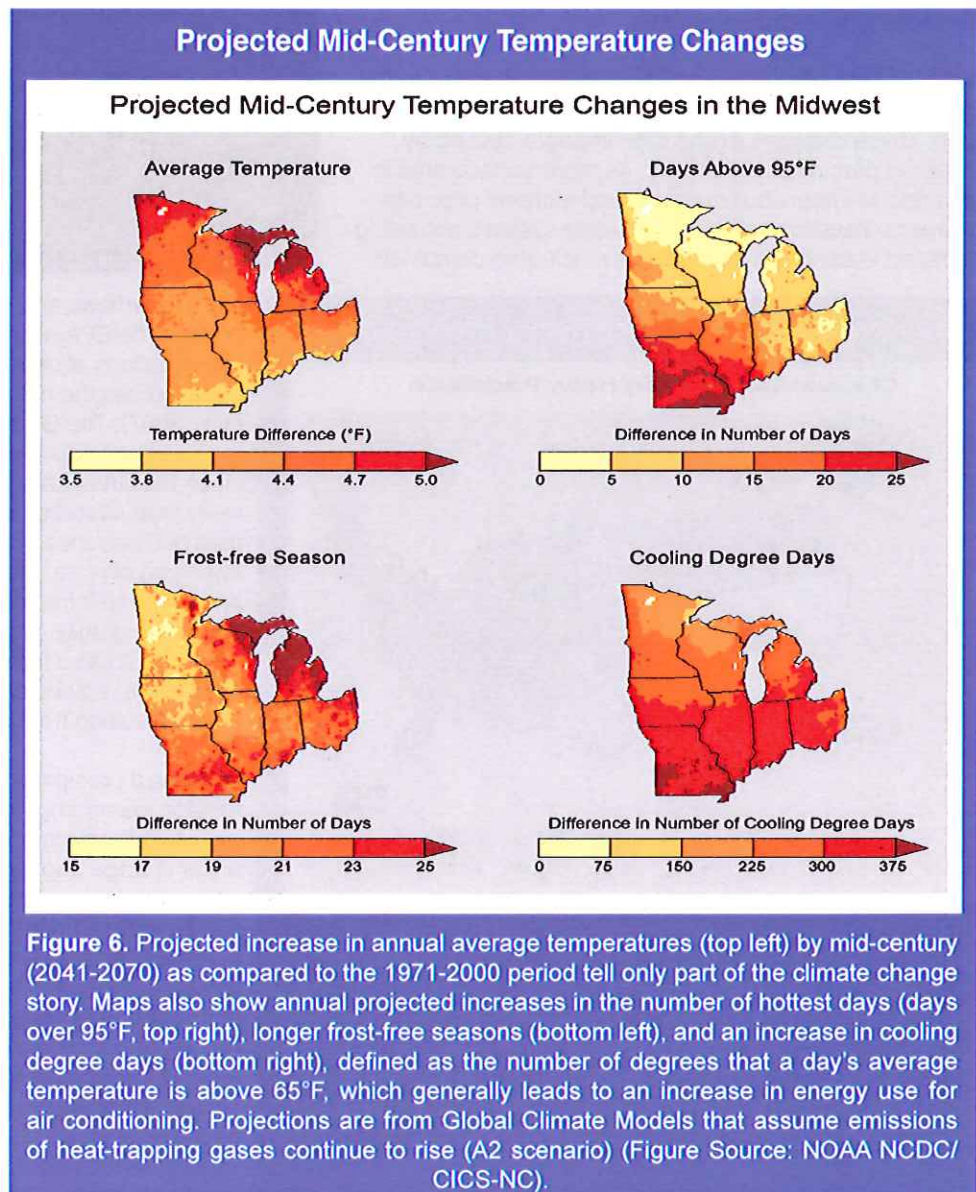 Projected Mid-Century Temperature Changes
Projected Mid-Century Temperature Changes in the Midwest
Average Temperature
Days Above 95°F
Temperature Difference (°F)
3.5 3.8 4.1 4.4 4.7 5.0
Difference in Number of Days
0 5 10 15 20 25
Frost-free Season
Cooling Degree Days
Difference in Number of Days
15 17 19 21 23 25
Difference in Number of Cooling Degree Days
0 75 150 225 300 375
Figure 6. Projected increase in annual average temperatures (top left) by mid-century
(2041-2070) as compared to the 1971-2000 period tell only part of the climate change
story. Maps also show annual projected increases in the number of hottest days (days
over 95°F, top right), longer frost-free seasons (bottom left), and an increase in cooling
degree days (bottom right), defined as the number of degrees that a day's average
temperature is above 65°F, which generally leads to an increase in energy use for
air conditioning. Projections are from Global Climate Models that assume emissions
of heat-trapping gases continue to rise (A2 scenario) (Figure Source: NOAA NCDC/
CICS-NC).